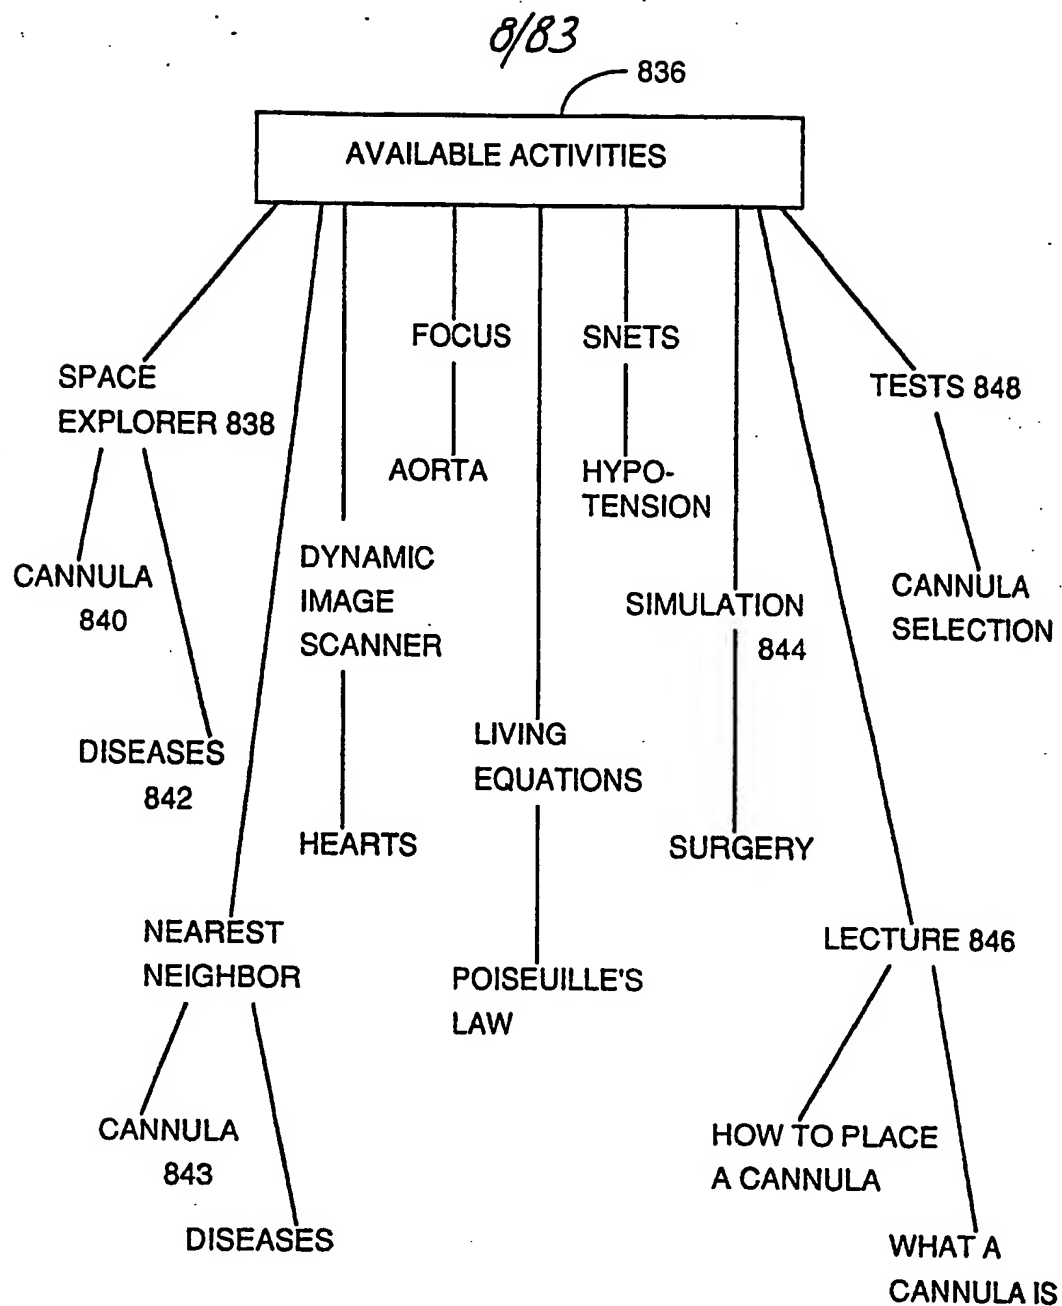 8/83
836
AVAILABLE ACTIVITIES
FOCUS
SNETS
SPACE
EXPLORER 838
TESTS 848
AORTA
HYPO-
TENSION
DYNAMIC
IMAGE
SCANNER
CANNULA
840
CANNULA
SELECTION
SIMULATION
844
DISEASES
842
LIVING
EQUATIONS
HEARTS
SURGERY
NEAREST
NEIGHBOR
LECTURE 846
POISEUILLE'S
LAW
CANNULA
843
HOW TO PLACE
A CANNULA
DISEASES
WHAT A
CANNULA IS